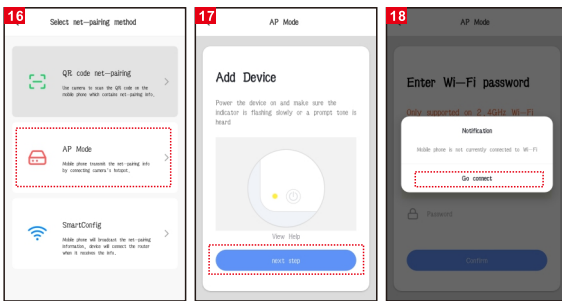 16
Select net-pairing method
QR code net-pairing
Use camera to scan the QR code on the
mobile phone which contains net-pairing info.
AP Mode
Mobile phone transmit the net-pairing info
by connecting camera's hotspot.
SmartConfig
Mobile phone will broadcast the net-pairing
information, device will connect the router
when it receives the info.
17
AP Mode
Add Device
Power the device on and make sure the
indicator is flashing slowly or a prompt tone is
heard
View Help
next step
18
AP Mode
Enter Wi-Fi password
Only supported on 2.4GHz Wi-Fi
Notification
Mobile phone is not currently connected to Wi-Fi
Go connect
Password
Confirm